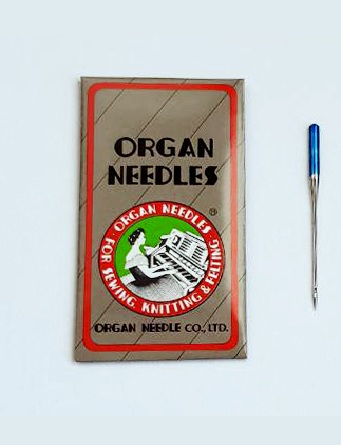 ORGAN
NEEDLES
· ORGAN NEEDLES ·
®
FOR SEWING, KNITTING & FELTING
ORGAN NEEDLE CO., LTD.